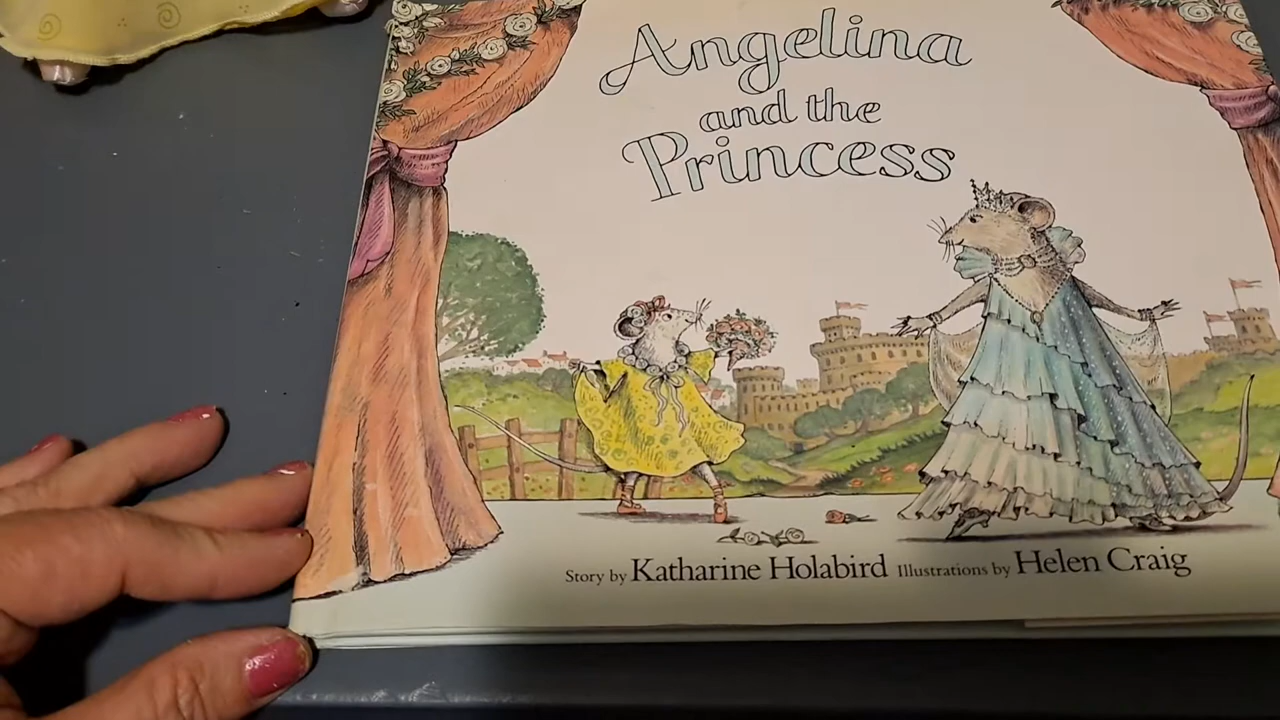 Angelina
and the
Princess
Story by Katharine Holabird Illustrations by Helen Craig